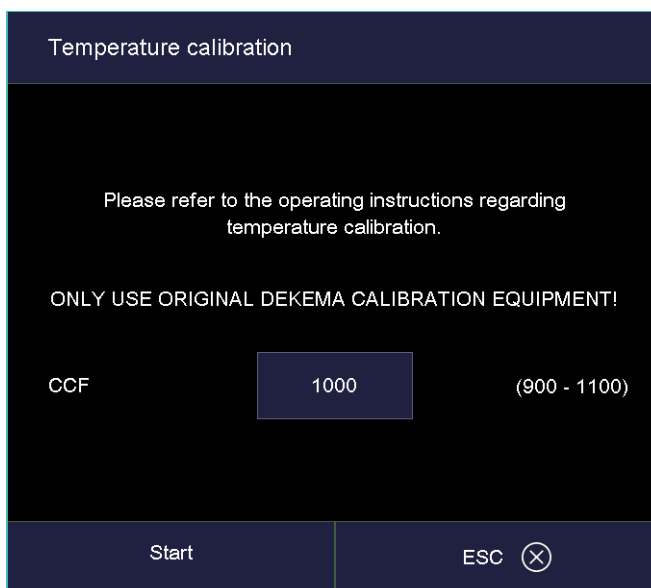 Temperature calibration
Please refer to the operating instructions regarding
temperature calibration.
ONLY USE ORIGINAL DEKEMA CALIBRATION EQUIPMENT!
CCF 1000 (900 - 1100)
Start ESC